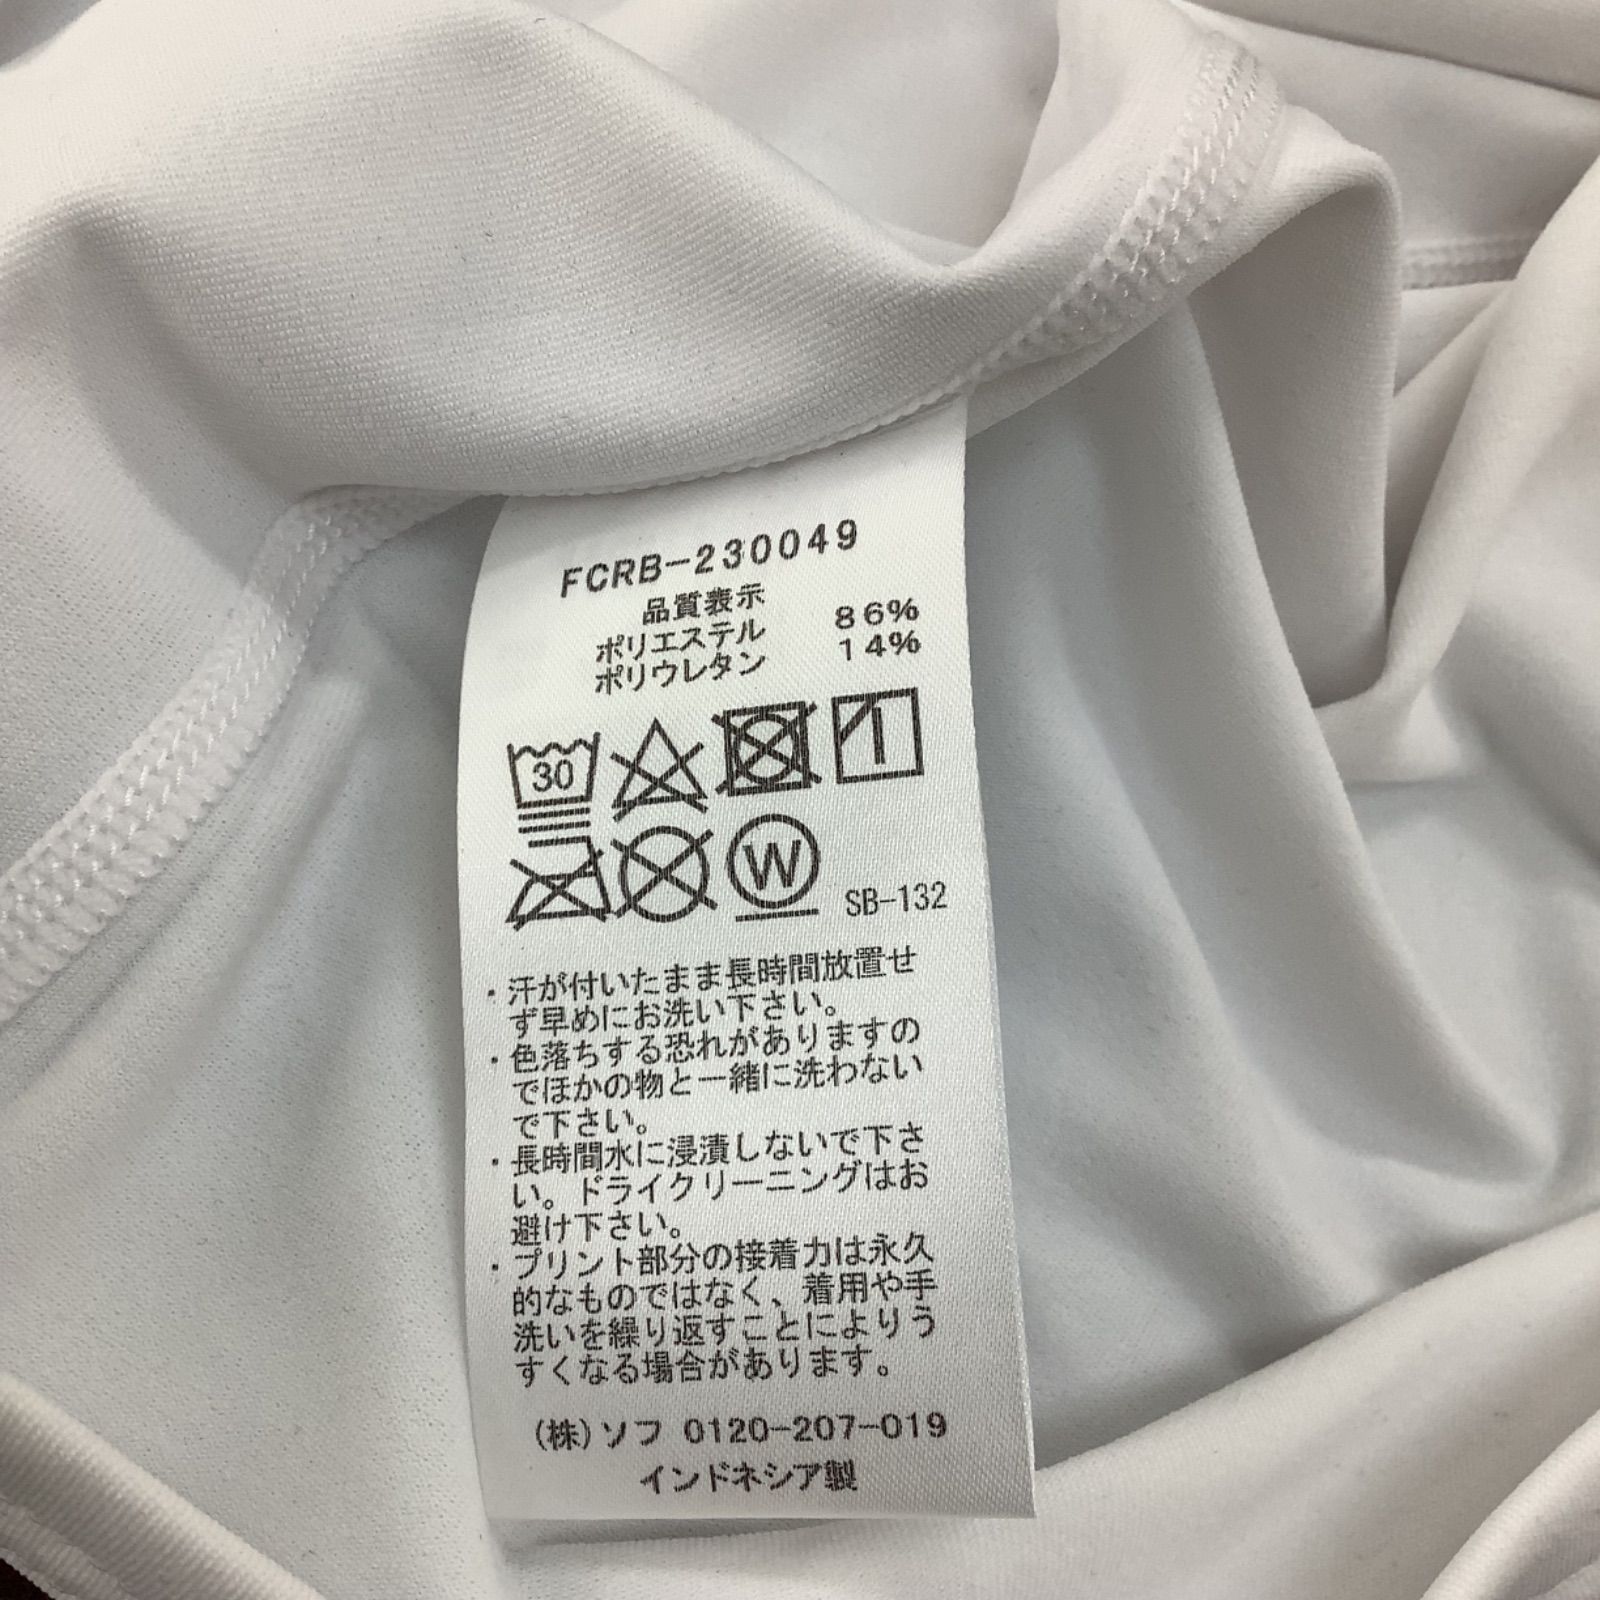 FCRB-230049
品質表示
ポリエステル 86%
ポリウレタン 14%
30
W SB-132
・汗が付いたまま長時間放置せ
ず早めにお洗い下さい。
・色落ちする恐れがありますの
でほかの物と一緒に洗わない
で下さい。
・長時間水に浸漬しないで下さ
い。ドライクリーニングはお
避け下さい。
・プリント部分の接着力は永久
的なものではなく、着用や手
洗いを繰り返すことによりう
すくなる場合があります。
(株)ソフ 0120-207-019
インドネシア製